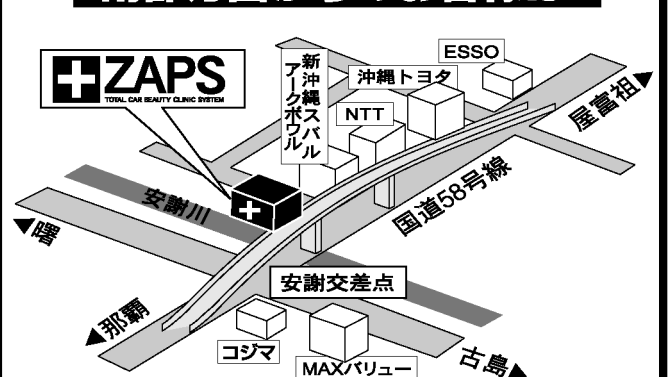 ESSO
ZAPS
TOTAL CAR BEAUTY CLINIC SYSTEM
新沖縄スバル
アークボウル
沖縄トヨタ
NTT
屋富祖
国道58号線
安謝川
曙
安謝交差点
那覇
コジマ
MAXバリュー
古島